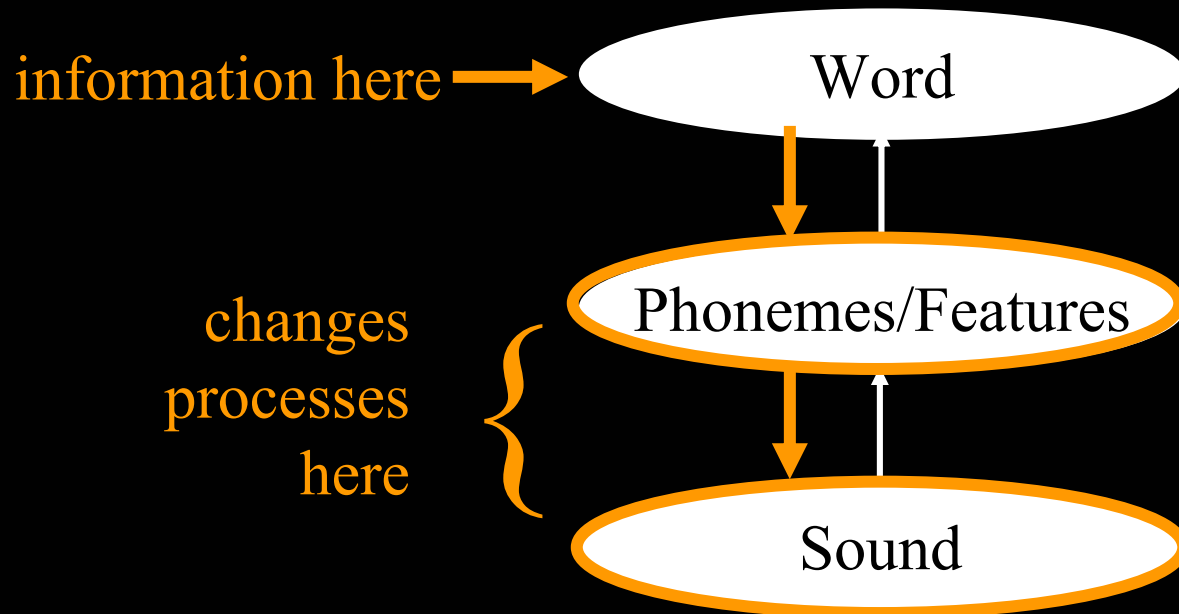 information here
Word
Phonemes/Features
changes
processes
here
Sound